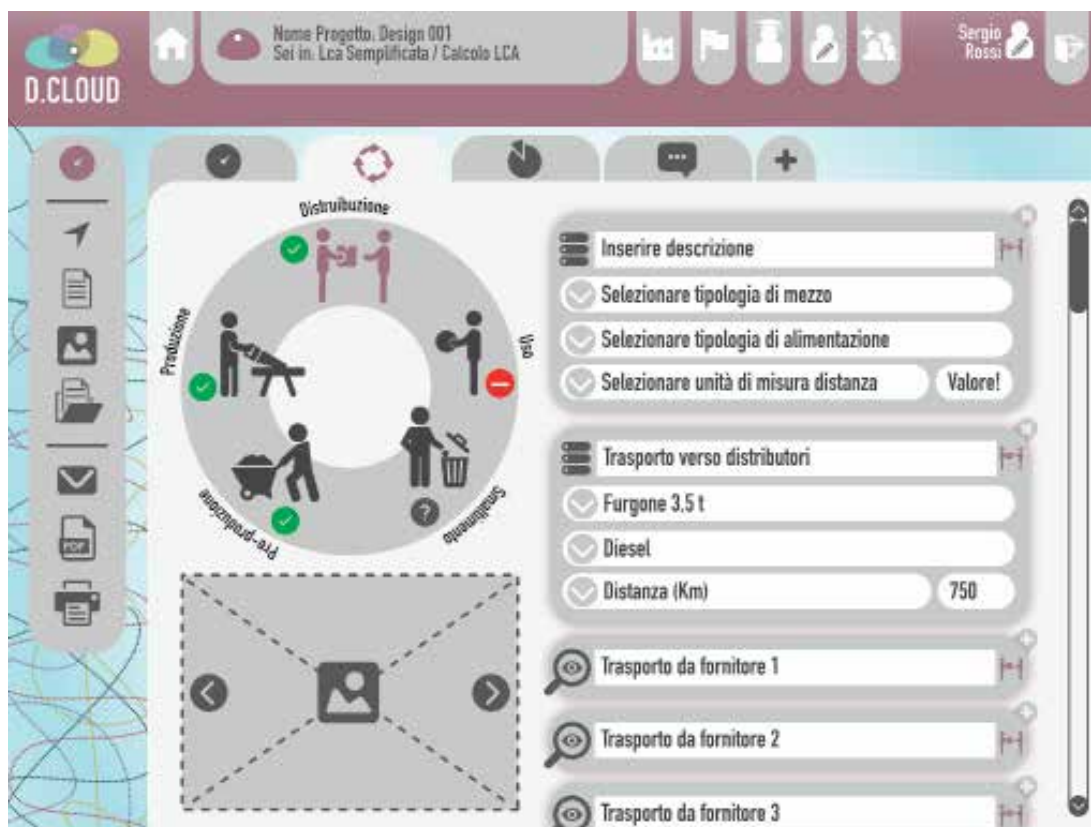 D.CLOUD
Nome Progetto: Design 001
Sei in: Lca Semplificata / Calcolo LCA
Sergio
Rossi
Distruibuzione
Produzione
Uso
Pre-produzione
Smaltimento
?
PDF
Inserire descrizione
Selezionare tipologia di mezzo
Selezionare tipologia di alimentazione
Selezionare unità di misura distanza
Valore!
Trasporto verso distributori
Furgone 3.5 t
Diesel
Distanza (Km)
750
Trasporto da fornitore 1
Trasporto da fornitore 2
Trasporto da fornitore 3